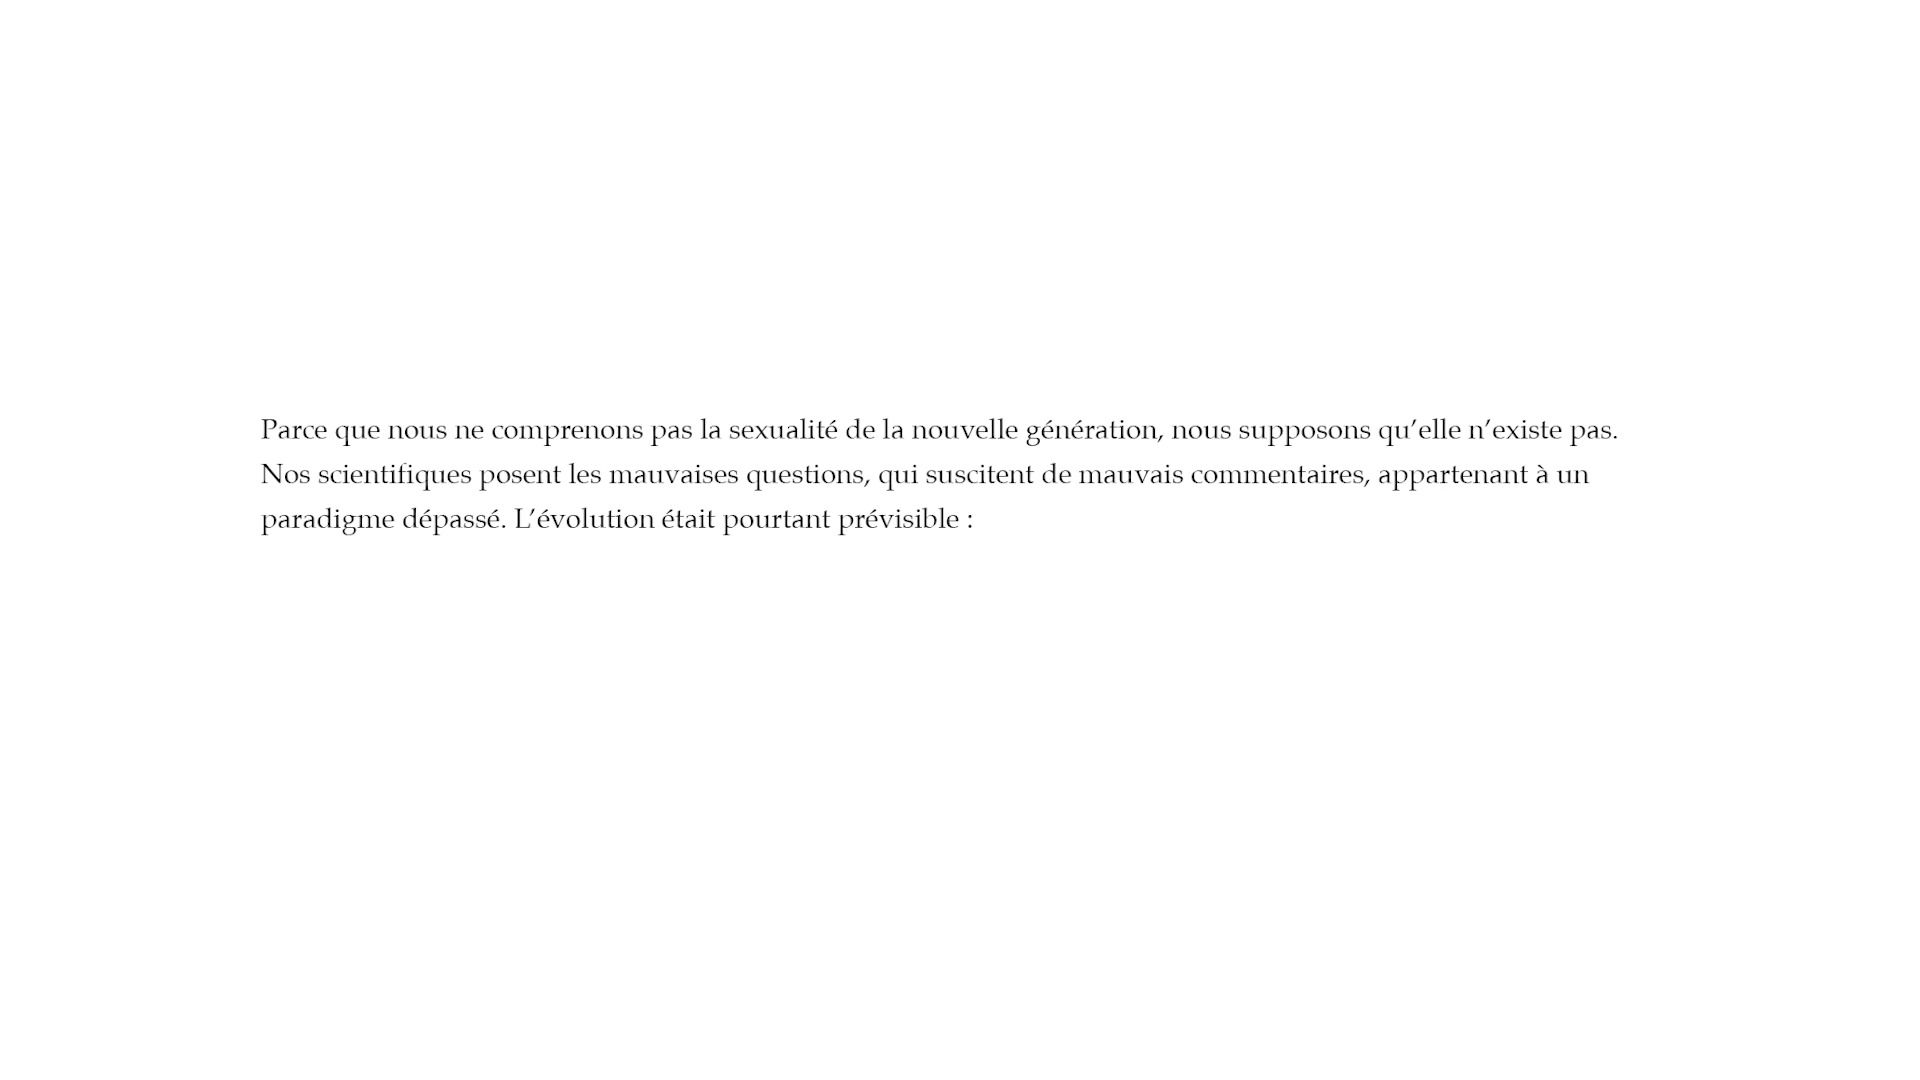 Parce que nous ne comprenons pas la sexualité de la nouvelle génération, nous supposons qu’elle n’existe pas.
Nos scientifiques posent les mauvaises questions, qui suscitent de mauvais commentaires, appartenant à un
paradigme dépassé. L’évolution était pourtant prévisible :